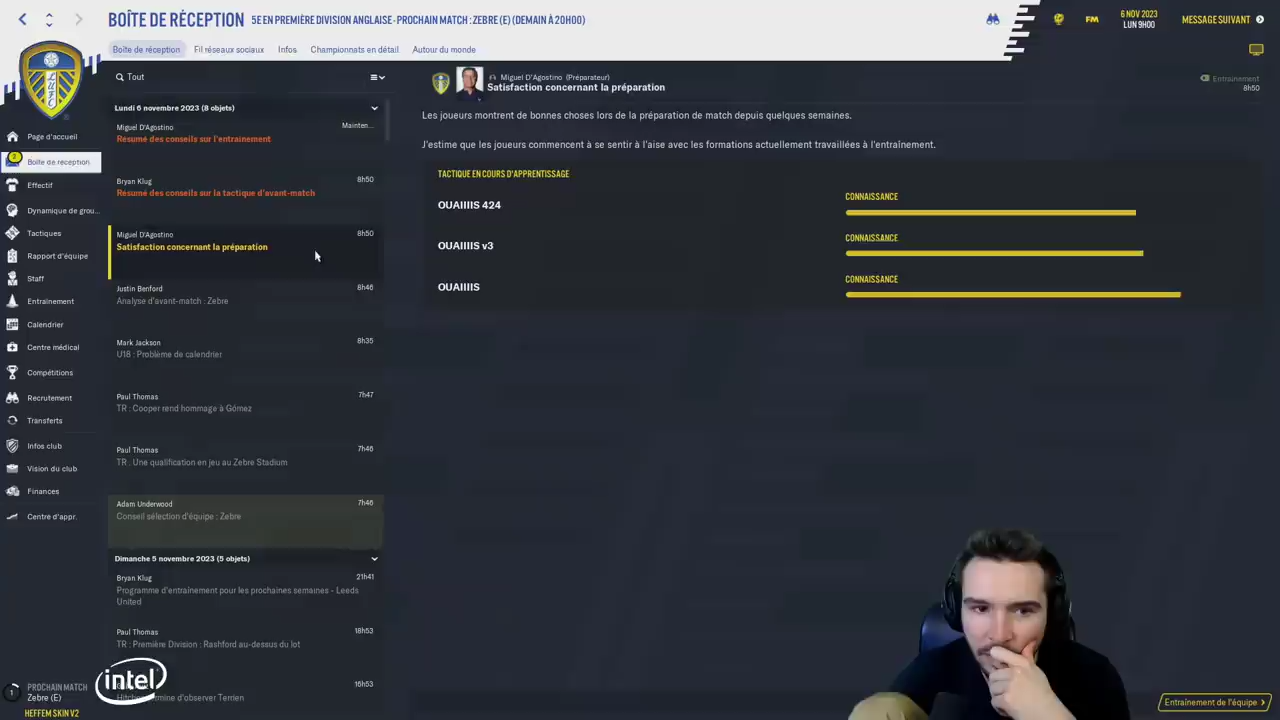 BOÎTE DE RÉCEPTION
5E EN PREMIÈRE DIVISION ANGLAISE - PROCHAIN MATCH : ZEBRE (E) (DEMAIN À 20H00)
FM
6 NOV 2023
LUN 9H00
MESSAGE SUIVANT
Boîte de réception
Fil réseaux sociaux
Infos
Championnats en détail
Autour du monde
LUFC
Page d'accueil
3
Boîte de réception
Effectif
Dynamique de grou...
Tactiques
Rapport d'équipe
Staff
Entraînement
Calendrier
Centre médical
Compétitions
Recrutement
Transferts
Infos club
Vision du club
Finances
Centre d'appr.
1
PROCHAIN MATCH
Zebre (E)
HEFFEM SKIN V2
intel
Tout
Lundi 6 novembre 2023 (8 objets)
Miguel D'Agostino
Mainten...
Résumé des conseils sur l'entraînement
Bryan Klug
8h50
Résumé des conseils sur la tactique d'avant-match
Miguel D'Agostino
8h50
Satisfaction concernant la préparation
Justin Benford
8h46
Analyse d'avant-match : Zebre
Mark Jackson
8h35
U18 : Problème de calendrier
Paul Thomas
7h47
TR : Cooper rend hommage à Gómez
Paul Thomas
7h46
TR : Une qualification en jeu au Zebre Stadium
Adam Underwood
7h46
Conseil sélection d'équipe : Zebre
Dimanche 5 novembre 2023 (5 objets)
Bryan Klug
21h41
Programme d'entraînement pour les prochaines semaines - Leeds
United
Paul Thomas
18h53
TR : Première Division : Rashford au-dessus du lot
16h53
d'observer Terrien
Miguel D'Agostino (Préparateur)
Satisfaction concernant la préparation
Entraînement
8h50
Les joueurs montrent de bonnes choses lors de la préparation de match depuis quelques semaines.
J'estime que les joueurs commencent à se sentir à l'aise avec les formations actuellement travaillées à l'entraînement.
TACTIQUE EN COURS D'APPRENTISSAGE
OUAIIIIS 424
CONNAISSANCE
OUAIIIIS v3
CONNAISSANCE
OUAIIIIS
CONNAISSANCE
Entraînement de l'équipe